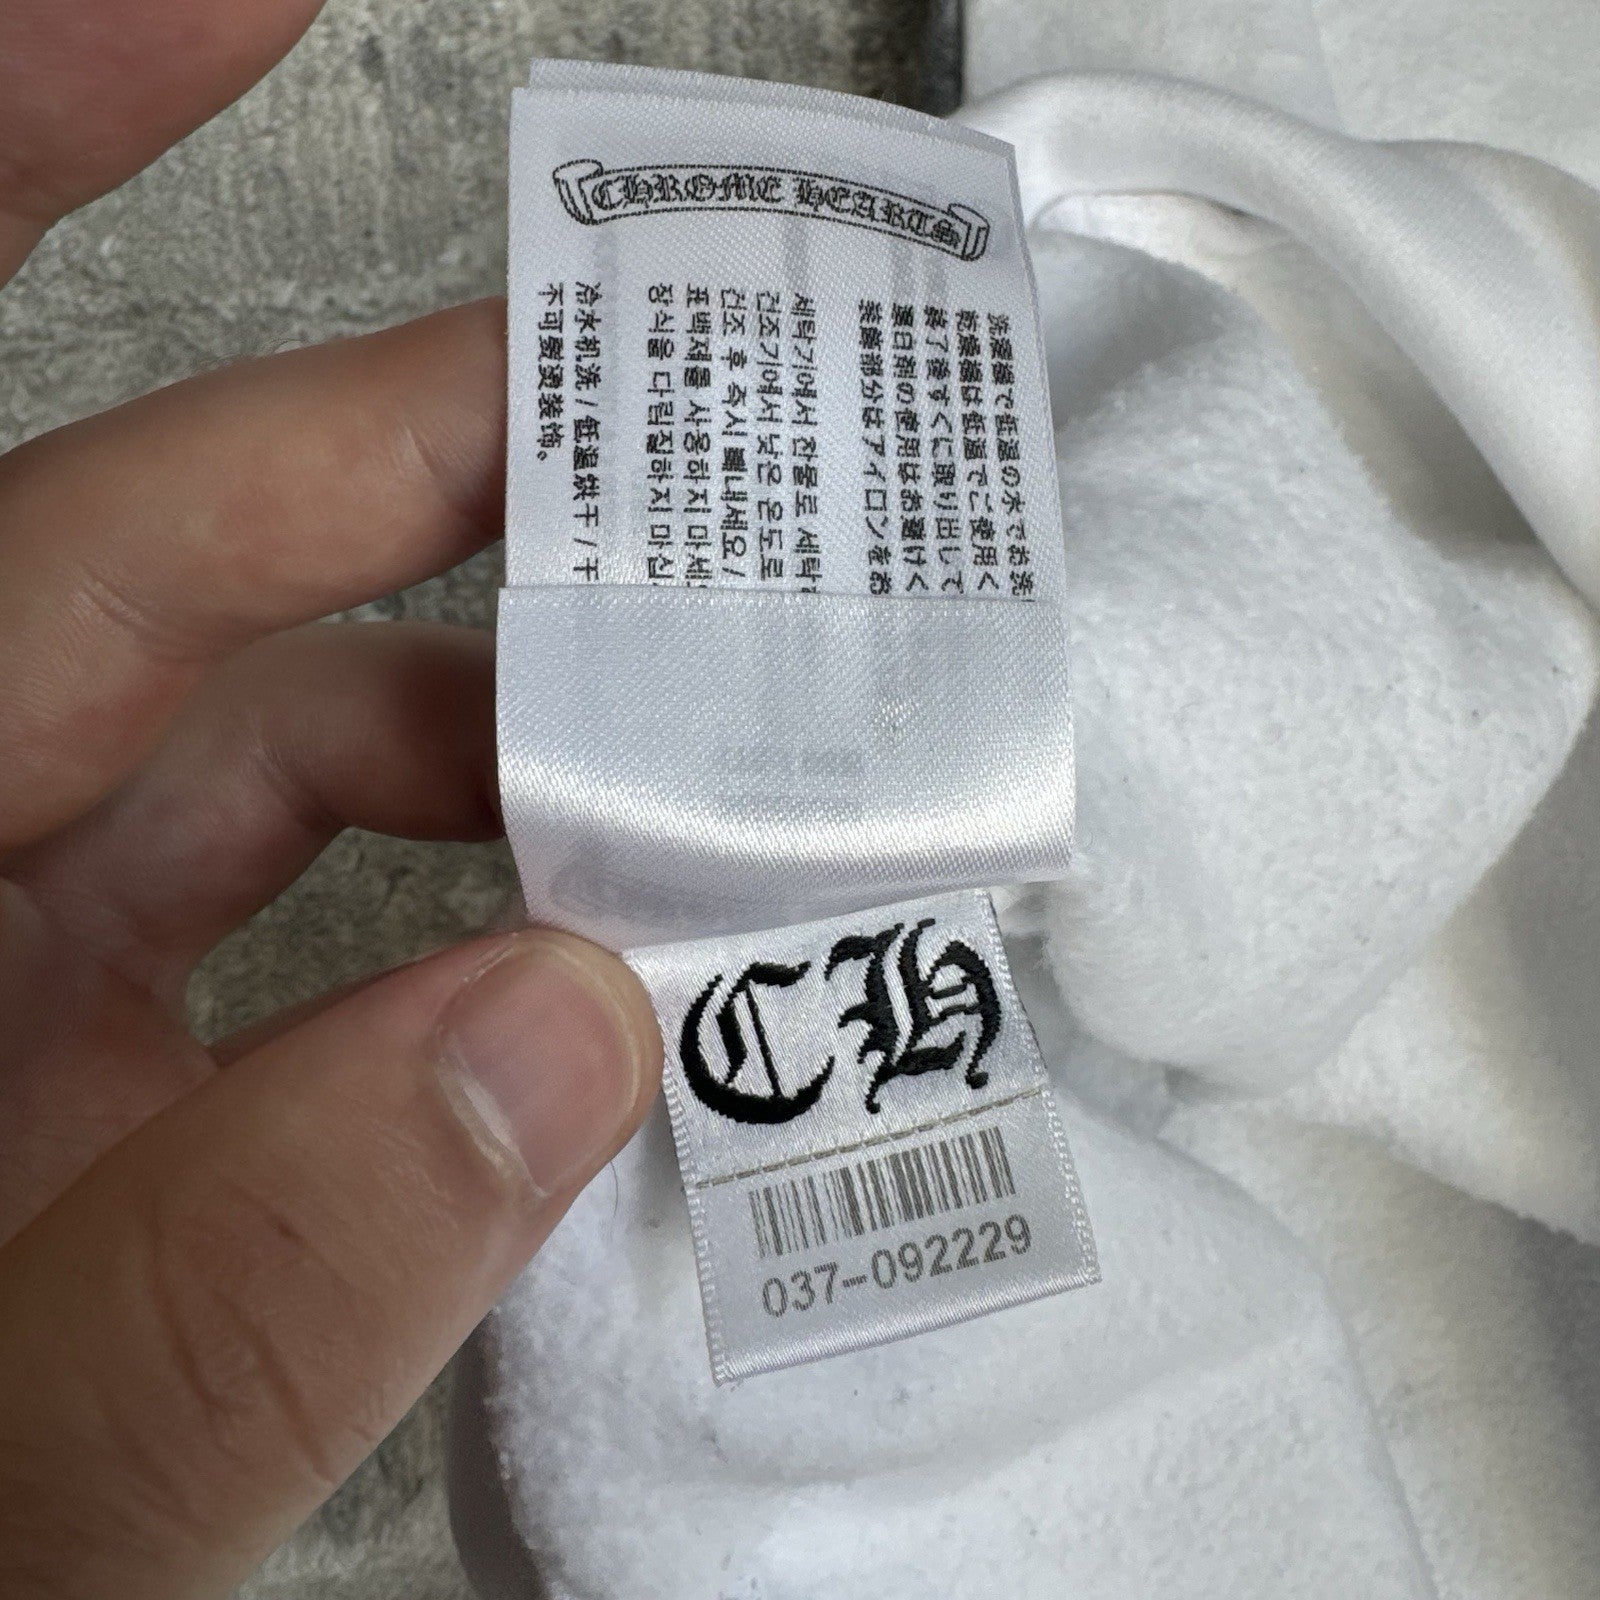 CHROME HEARTS
洗濯機で低温の水でお洗
乾燥機は低温でご使用く
終了後すぐに取り出して
漂白剤の使用はお避けく
装飾部分はアイロンをお
세탁기에서 찬물로 세탁
건조기에서 낮은 온도로
건조 후 즉시 빼내세요/
표백제를 사용하지 마세
장식을 다림질하지 마십
冷水机洗/低温烘干/干
不可熨烫装饰。
CH
037-092229